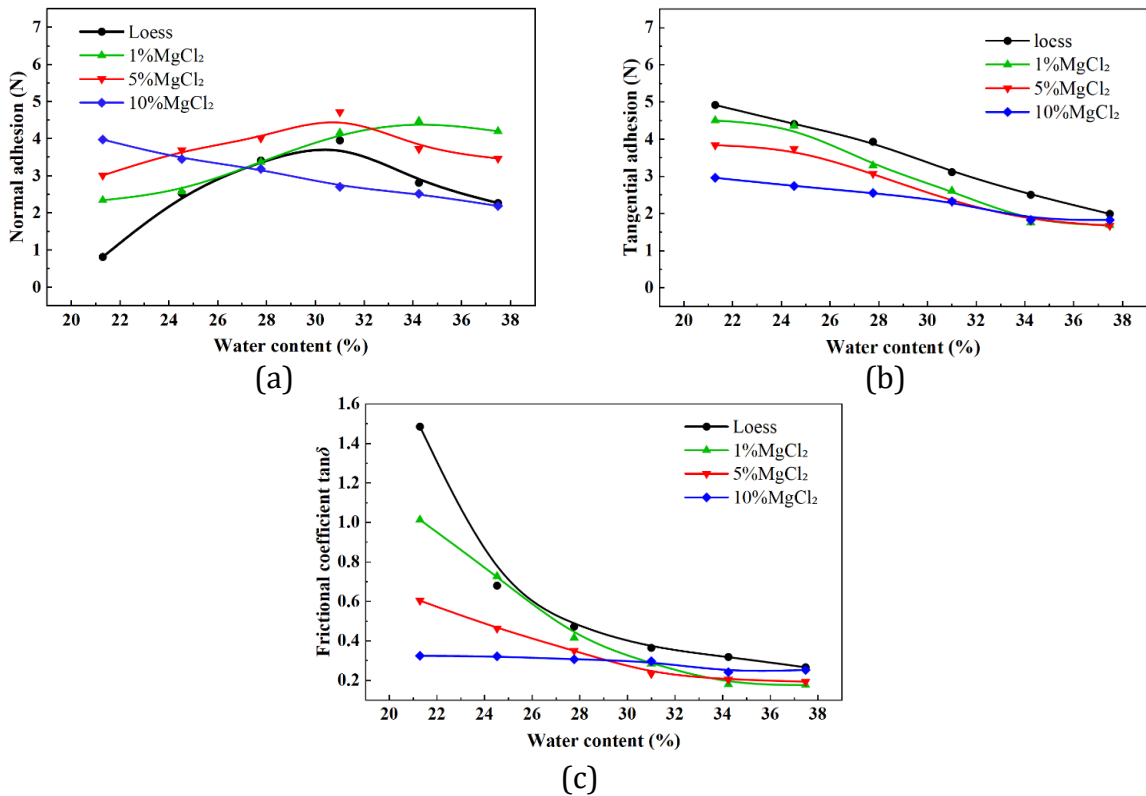 Normal adhesion (N)
7
6
5
4
3
2
1
0
Loess
1%MgCl₂
5%MgCl₂
10%MgCl₂
20 22 24 26 28 30 32 34 36 38
Water content (%)
(a)
Tangential adhesion (N)
7
6
5
4
3
2
1
0
locss
1%MgCl₂
5%MgCl₂
10%MgCl₂
20 22 24 26 28 30 32 34 36 38
Water content (%)
(b)
Frictional coefficient tanδ
1.6
1.4
1.2
1.0
0.8
0.6
0.4
0.2
Loess
1%MgCl₂
5%MgCl₂
10%MgCl₂
20 22 24 26 28 30 32 34 36 38
Water content (%)
(c)